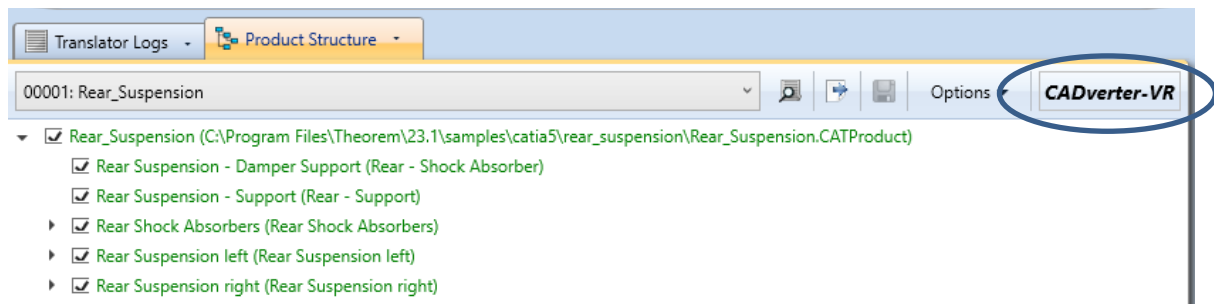 Translator Logs Product Structure
00001: Rear_Suspension Options CADverter-VR
Rear_Suspension (C:\Program Files\Theorem\23.1\samples\catia5\rear_suspension\Rear_Suspension.CATProduct)
Rear Suspension - Damper Support (Rear - Shock Absorber)
Rear Suspension - Support (Rear - Support)
Rear Shock Absorbers (Rear Shock Absorbers)
Rear Suspension left (Rear Suspension left)
Rear Suspension right (Rear Suspension right)